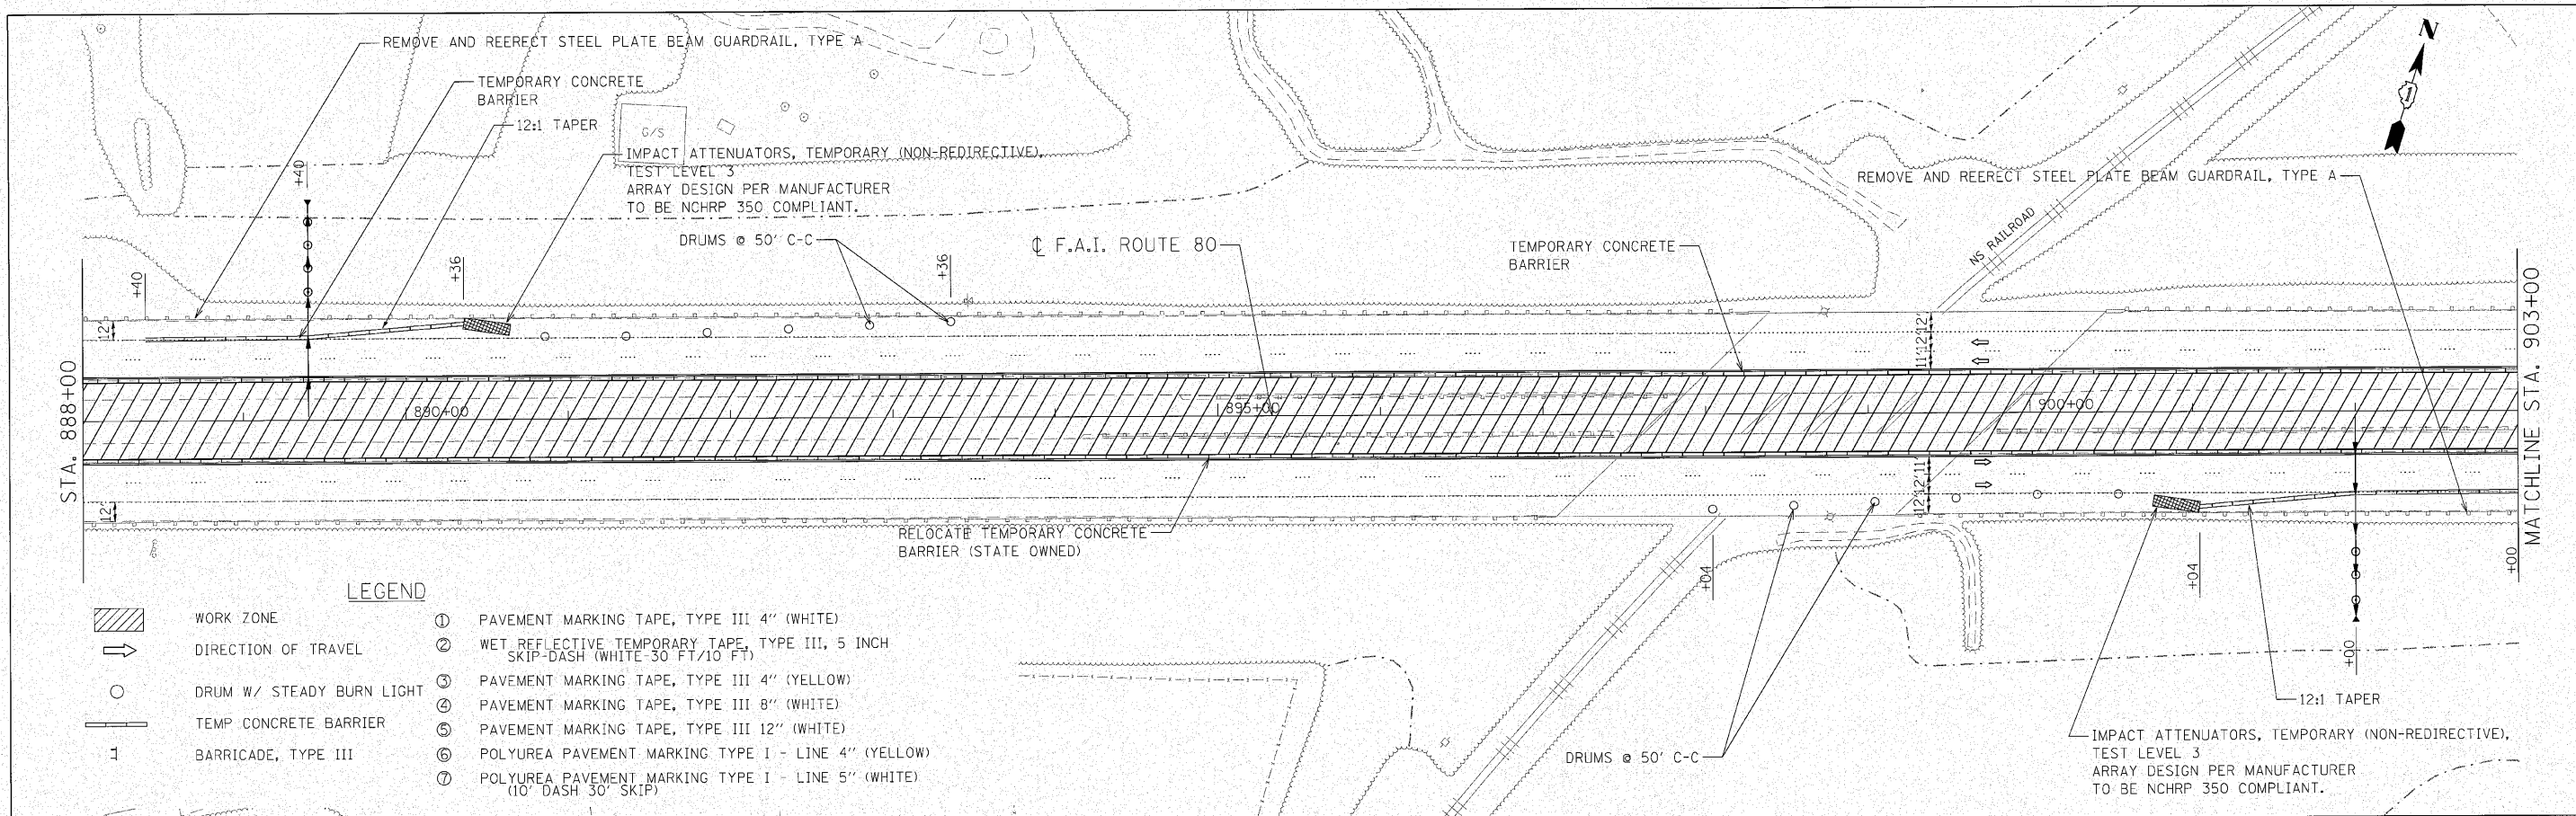 REMOVE AND REERECT STEEL PLATE BEAM GUARDRAIL, TYPE A
TEMPORARY CONCRETE
BARRIER
12:1 TAPER
G/S
IMPACT ATTENUATORS, TEMPORARY (NON-REDIRECTIVE),
TEST LEVEL 3
ARRAY DESIGN PER MANUFACTURER
TO BE NCHRP 350 COMPLIANT.
DRUMS @ 50' C-C
℄ F.A.I. ROUTE 80
TEMPORARY CONCRETE
BARRIER
REMOVE AND REERECT STEEL PLATE BEAM GUARDRAIL, TYPE A
NS RAILROAD
N
1
+40
+40
+36
+36
12'
12'
12'
11'
STA. 888+00
890+00
895+00
900+00
MATCHLINE STA. 903+00
11'
12'
12'
12'
RELOCATE TEMPORARY CONCRETE
BARRIER (STATE OWNED)
+04
+04
+00
+00
DRUMS @ 50' C-C
12:1 TAPER
IMPACT ATTENUATORS, TEMPORARY (NON-REDIRECTIVE),
TEST LEVEL 3
ARRAY DESIGN PER MANUFACTURER
TO BE NCHRP 350 COMPLIANT.
LEGEND
WORK ZONE
DIRECTION OF TRAVEL
DRUM W/ STEADY BURN LIGHT
TEMP CONCRETE BARRIER
BARRICADE, TYPE III
① PAVEMENT MARKING TAPE, TYPE III 4" (WHITE)
② WET REFLECTIVE TEMPORARY TAPE, TYPE III, 5 INCH
SKIP-DASH (WHITE-30 FT/10 FT)
③ PAVEMENT MARKING TAPE, TYPE III 4" (YELLOW)
④ PAVEMENT MARKING TAPE, TYPE III 8" (WHITE)
⑤ PAVEMENT MARKING TAPE, TYPE III 12" (WHITE)
⑥ POLYUREA PAVEMENT MARKING TYPE I - LINE 4" (YELLOW)
⑦ POLYUREA PAVEMENT MARKING TYPE I - LINE 5" (WHITE)
(10' DASH 30' SKIP)